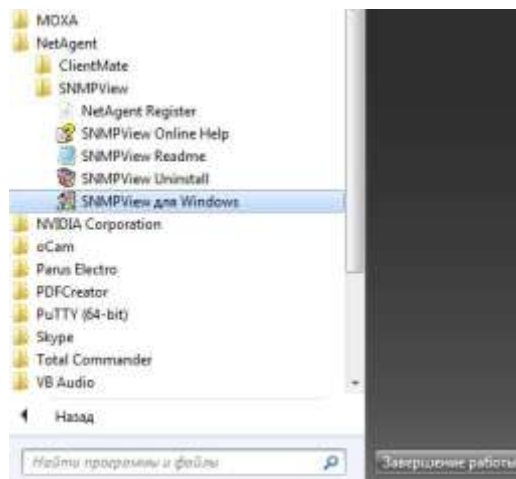 MOXA
NetAgent
ClientMate
SNMPView
NetAgent Register
SNMPView Online Help
SNMPView Readme
SNMPView Uninstall
SNMPView для Windows
NVIDIA Corporation
oCam
Parus Electro
PDFCreator
PuTTY (64-bit)
Skype
Total Commander
VB Audio
Назад
Найти программы и файлы
Завершение работы